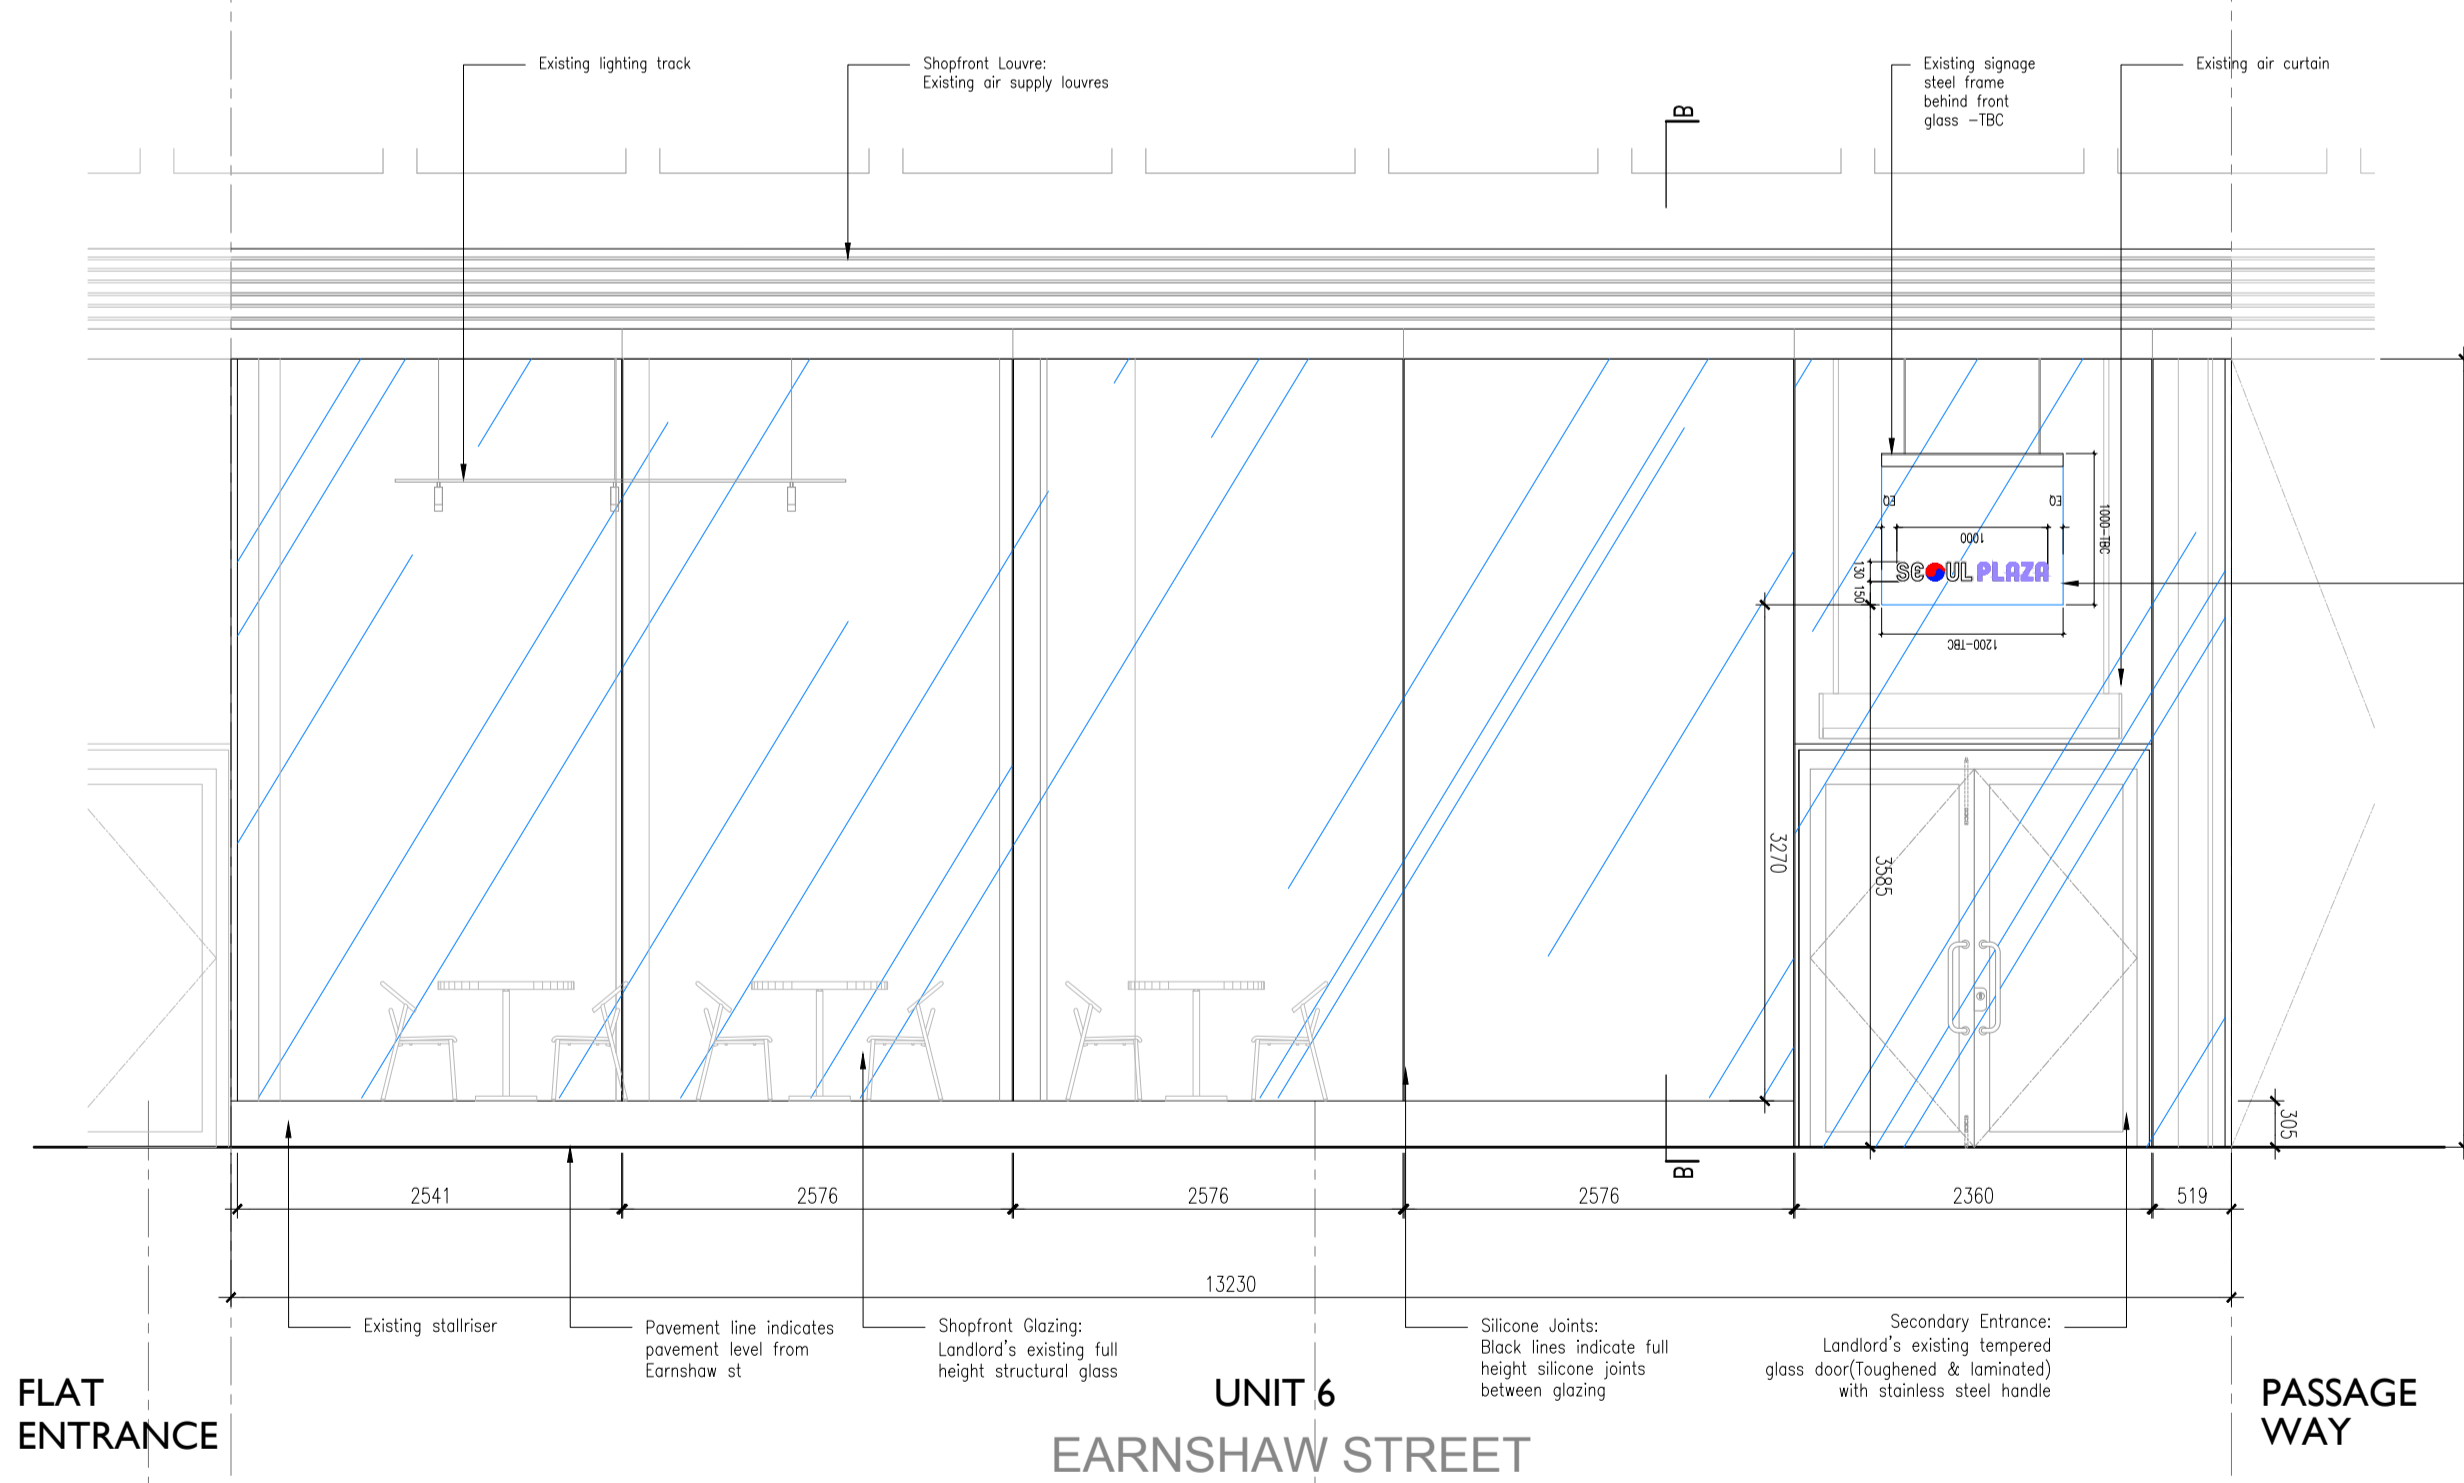 Existing lighting track
Shopfront Louvre:
Existing air supply louvres
Existing signage
steel frame
behind front
glass -TBC
Existing air curtain
B
EQ
EQ
1000
1000-TBC
SEOUL PLAZA
130
150
1200-TBC
3270
3585
305
B
2541
2576
2576
2576
2360
519
13230
Existing stallriser
Pavement line indicates
pavement level from
Earnshaw st
Shopfront Glazing:
Landlord's existing full
height structural glass
Silicone Joints:
Black lines indicate full
height silicone joints
between glazing
Secondary Entrance:
Landlord's existing tempered
glass door(Toughened & laminated)
with stainless steel handle
FLAT
ENTRANCE
UNIT 6
EARNSHAW STREET
PASSAGE
WAY